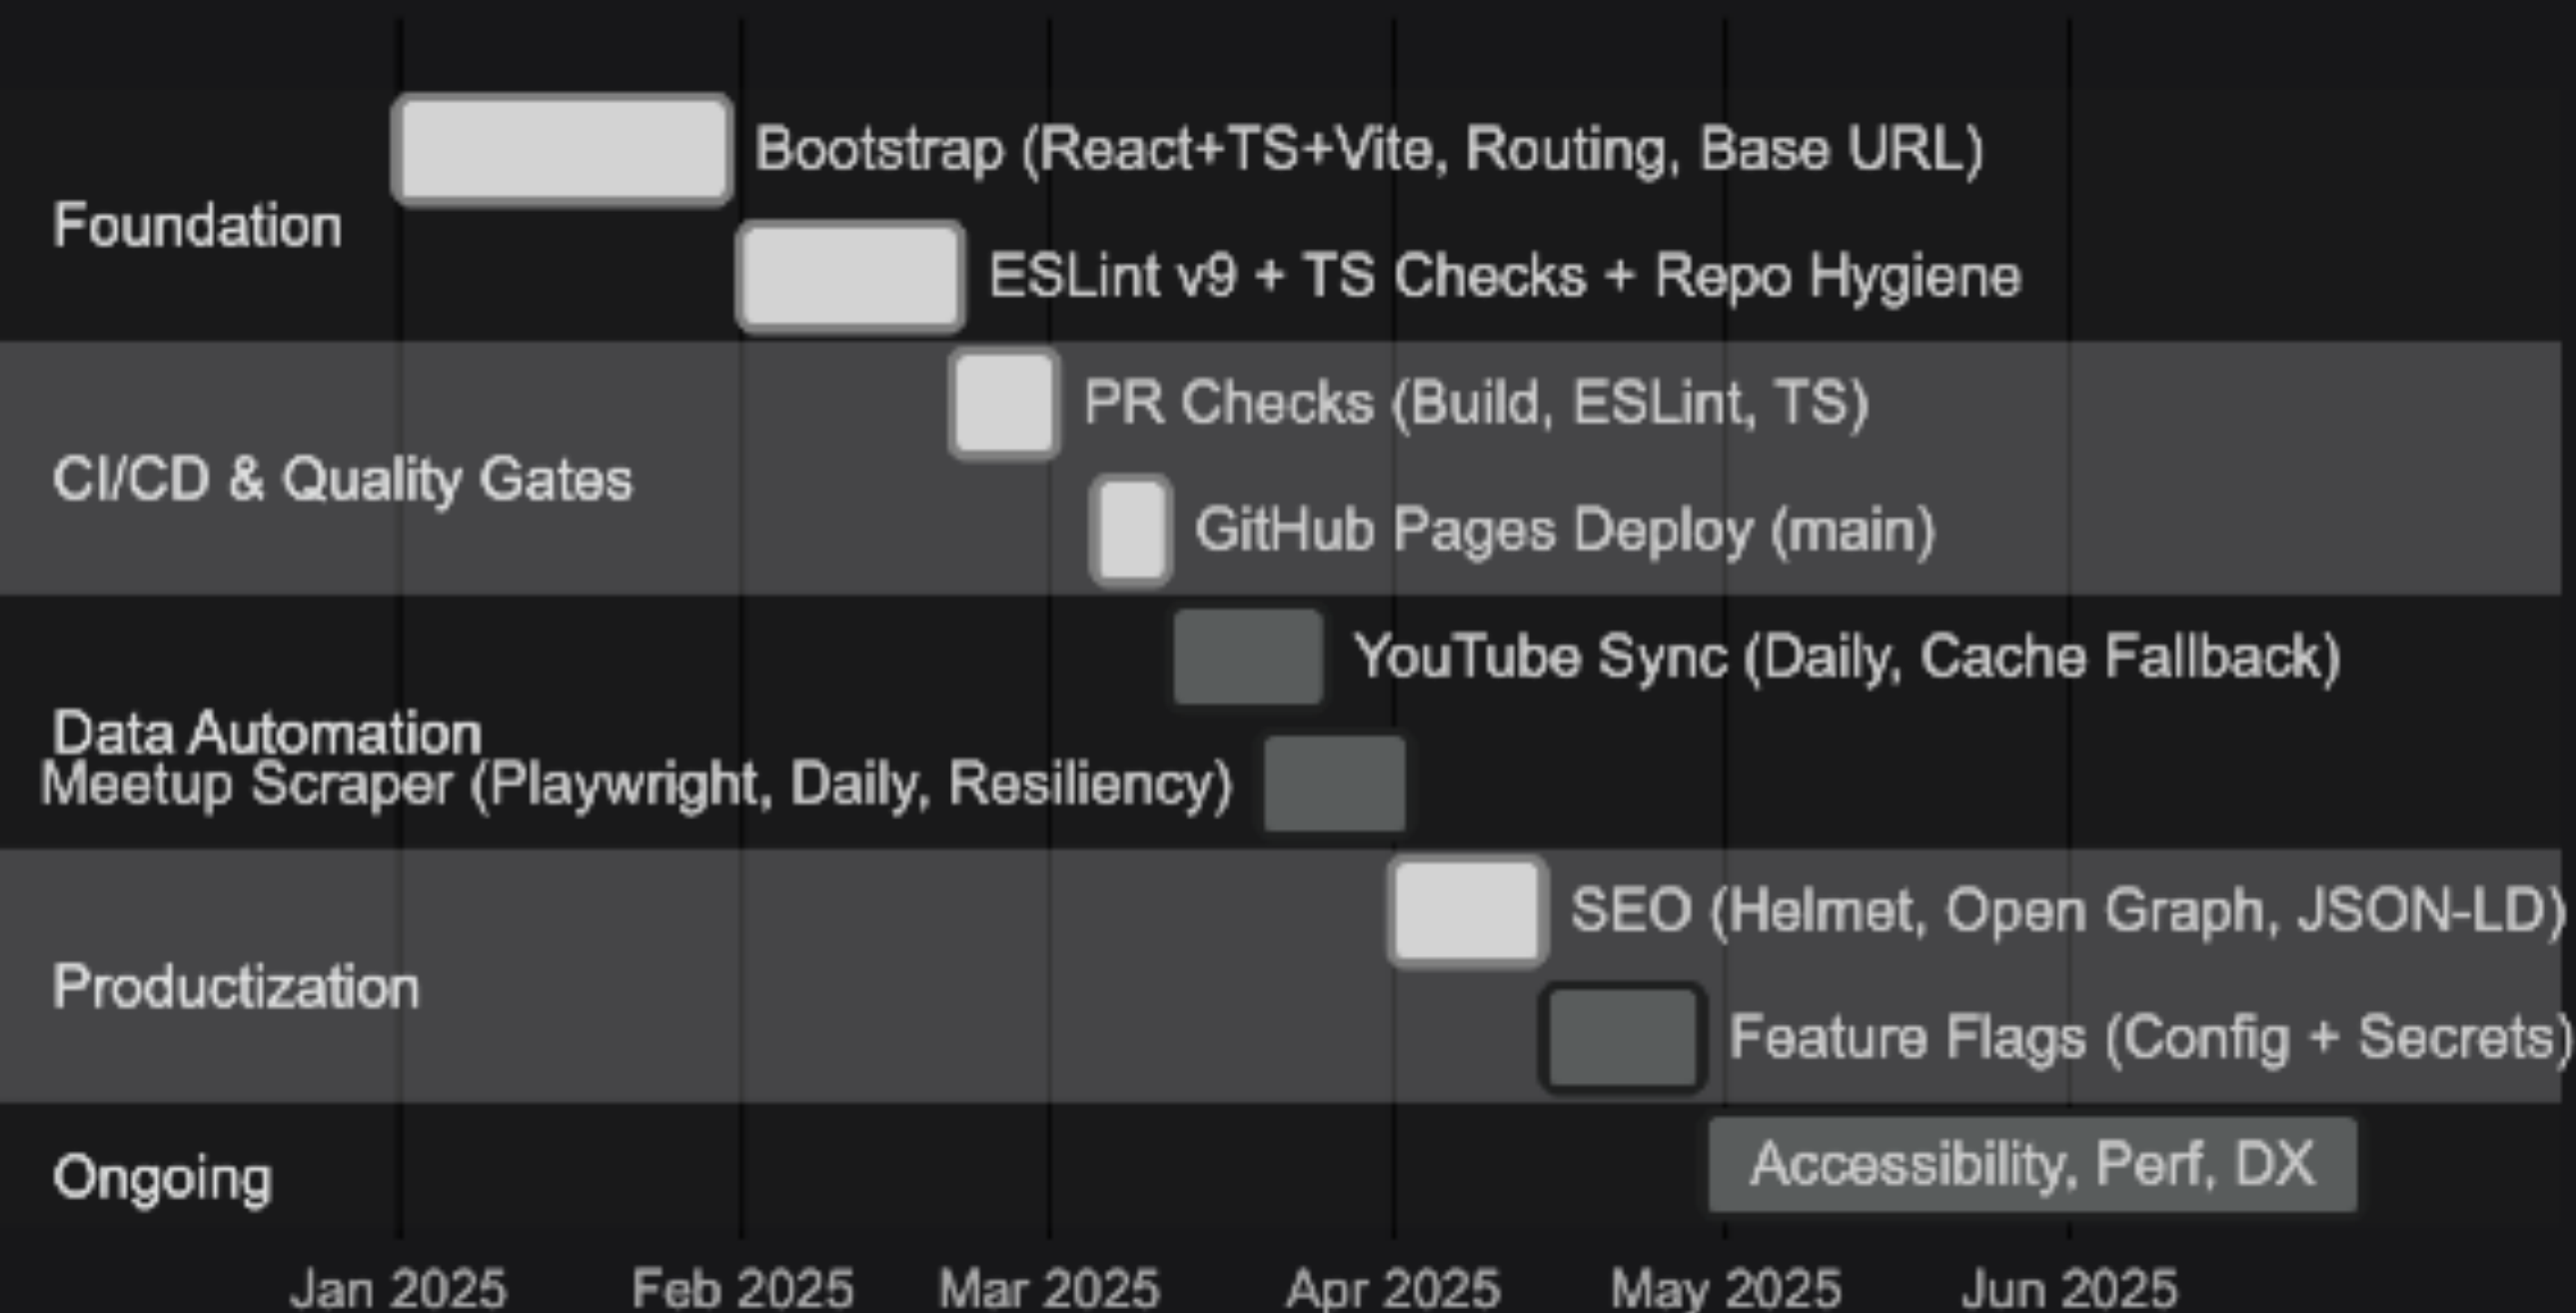 Bootstrap (React+TS+Vite, Routing, Base URL)
Foundation
ESLint v9 + TS Checks + Repo Hygiene
PR Checks (Build, ESLint, TS)
CI/CD & Quality Gates
GitHub Pages Deploy (main)
YouTube Sync (Daily, Cache Fallback)
Data Automation
Meetup Scraper (Playwright, Daily, Resiliency)
SEO (Helmet, Open Graph, JSON-LD)
Productization
Feature Flags (Config + Secrets)
Ongoing
Accessibility, Perf, DX
Jan 2025
Feb 2025
Mar 2025
Apr 2025
May 2025
Jun 2025